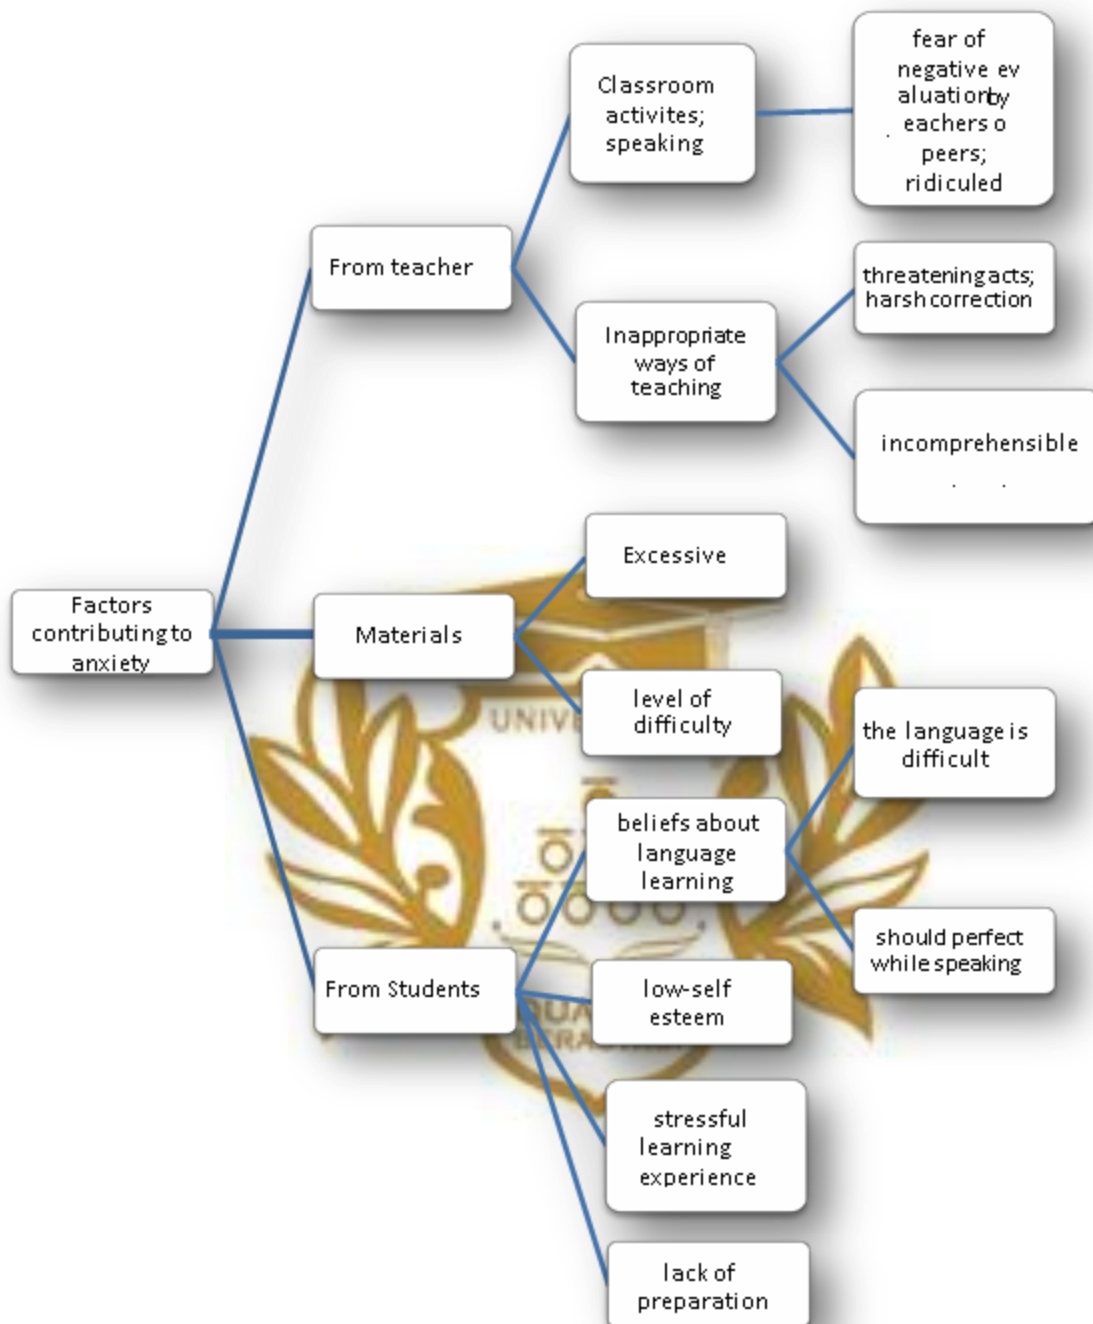 fear of
negative ev
aluation by
eachers o
peers;
ridiculed
Classroom
activites;
speaking
From teacher
threatening acts;
harsh correction
Inappropriate
ways of
teaching
incomprehensible
Excessive
Factors
contributing to
anxiety
Materials
level of
difficulty
UNIVE
the language is
difficult
beliefs about
language
learning
should perfect
while speaking
From Students
low-self
esteem
stressful
learning
experience
lack of
preparation